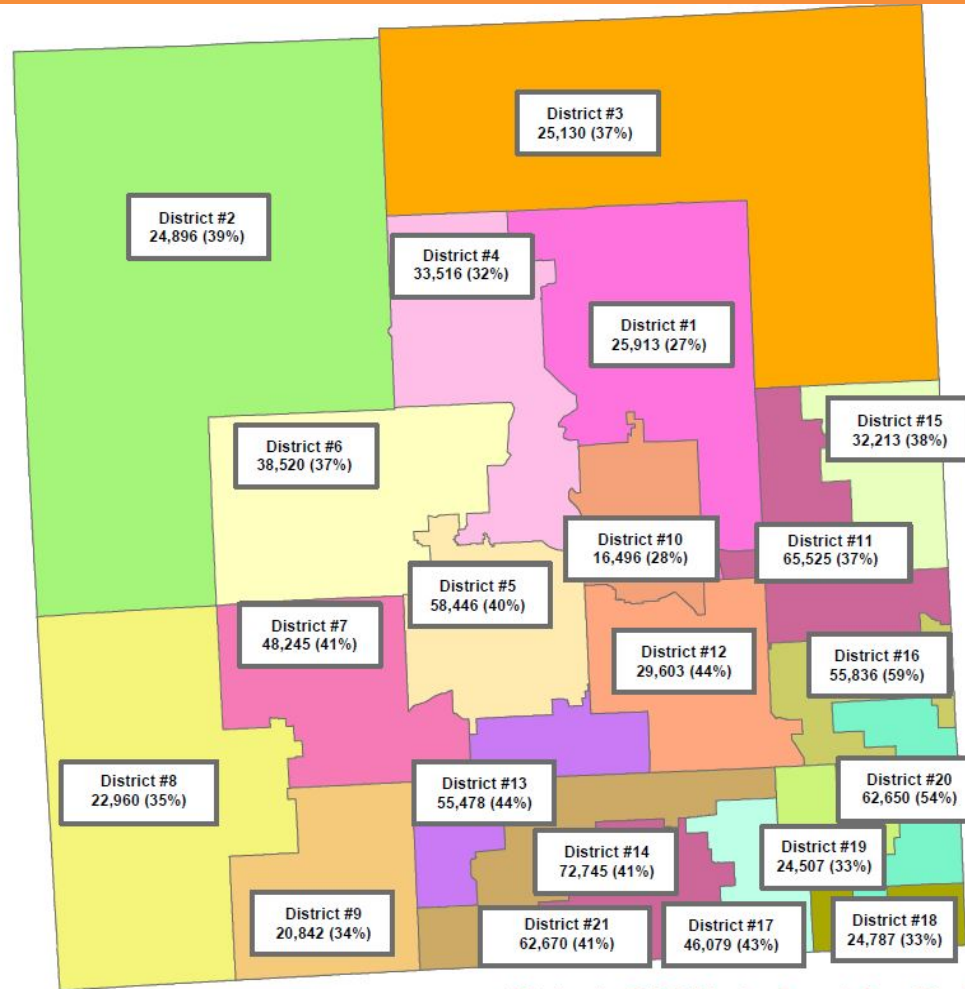 District #3
25,130 (37%)
District #2
24,896 (39%)
District #4
33,516 (32%)
District #1
25,913 (27%)
District #15
32,213 (38%)
District #6
38,520 (37%)
District #10
16,496 (28%)
District #11
65,525 (37%)
District #5
58,446 (40%)
District #7
48,245 (41%)
District #12
29,603 (44%)
District #16
55,836 (59%)
District #8
22,960 (35%)
District #13
55,478 (44%)
District #20
62,650 (54%)
District #14
72,745 (41%)
District #19
24,507 (33%)
District #9
20,842 (34%)
District #21
62,670 (41%)
District #17
46,079 (43%)
District #18
24,787 (33%)